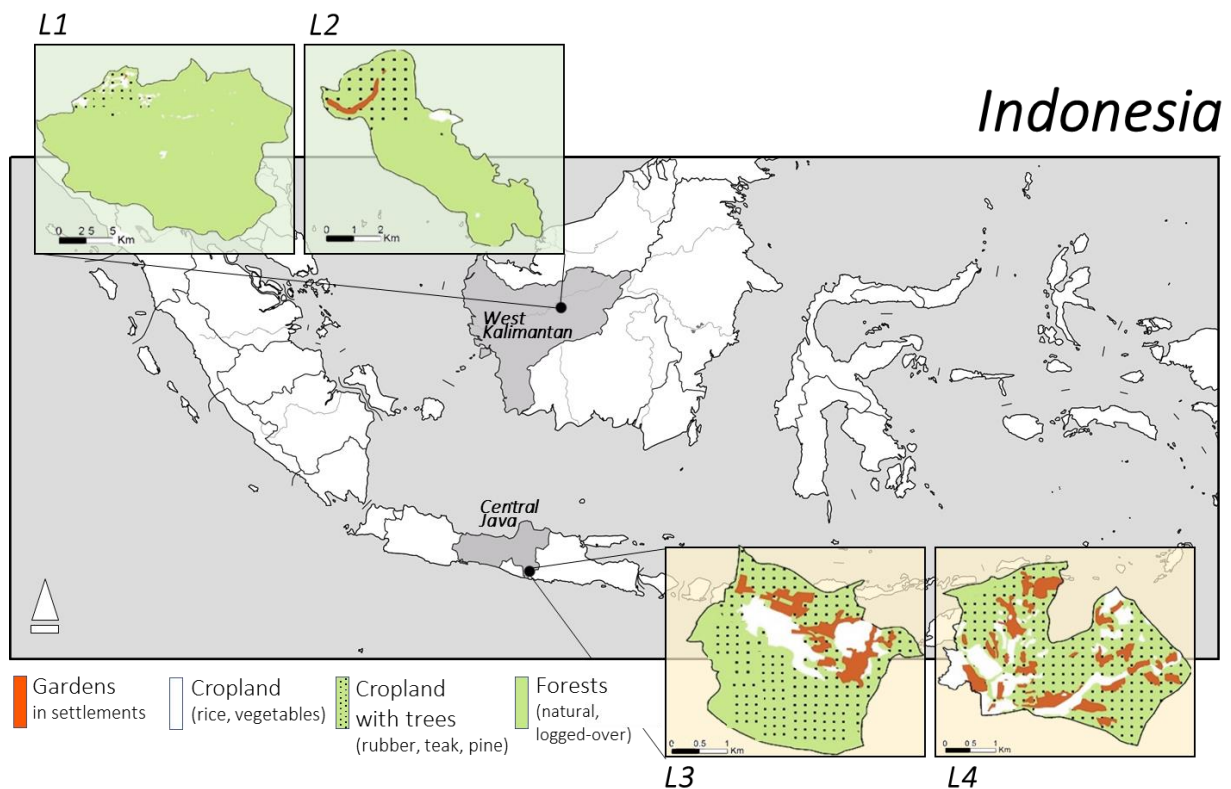 L1
L2
Indonesia
0 2 5 5
Km
0 1 2
Km
West
Kalimantan
Central
Java
Gardens
in settlements
Cropland
(rice, vegetables)
Cropland
with trees
(rubber, teak, pine)
Forests
(natural,
logged-over)
0 0.5 1
Km
0 0.5 1
Km
L3
L4